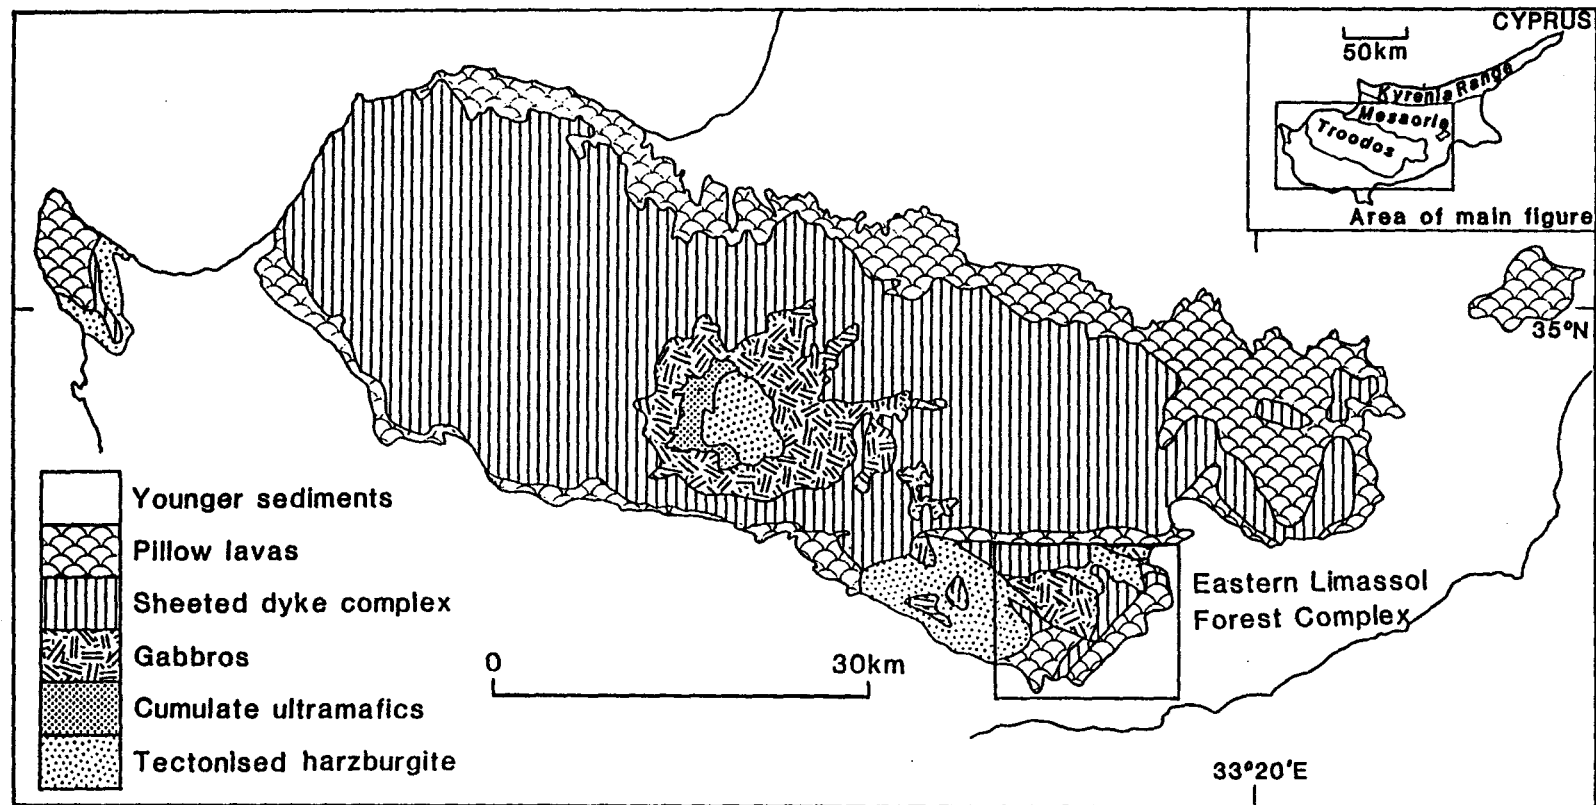 CYPRUS
50km
Kyrenia Range
Mesaoria
Troodos
Area of main figure
35°N
Younger sediments
Pillow lavas
Sheeted dyke complex
Gabbros
Cumulate ultramafics
Tectonised harzburgite
0 30km
Eastern Limassol
Forest Complex
33°20'E